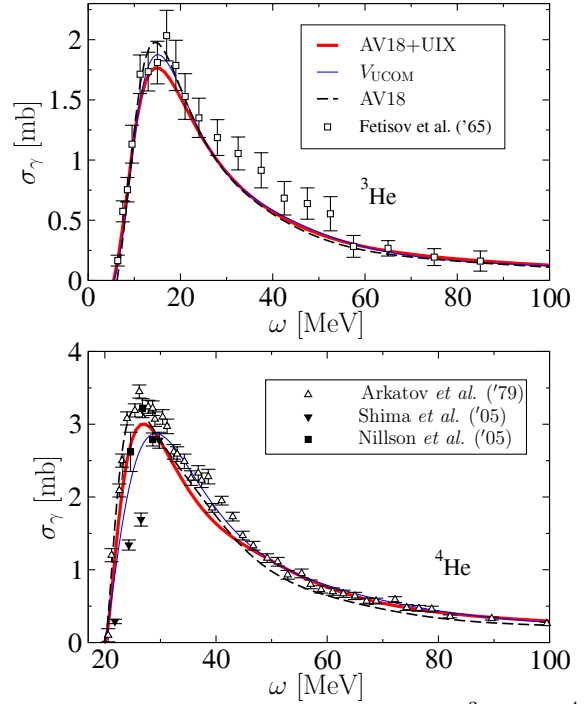 2
1.5
1
0.5
0
σγ [mb]
AV18+UIX
VUCOM
AV18
Fetisov et al. ('65)
³He
0 20 40 60 80 100
ω [MeV]
4
3
2
1
0
σγ [mb]
Arkatov et al. ('79)
Shima et al. ('05)
Nillson et al. ('05)
⁴He
20 40 60 80 100
ω [MeV]